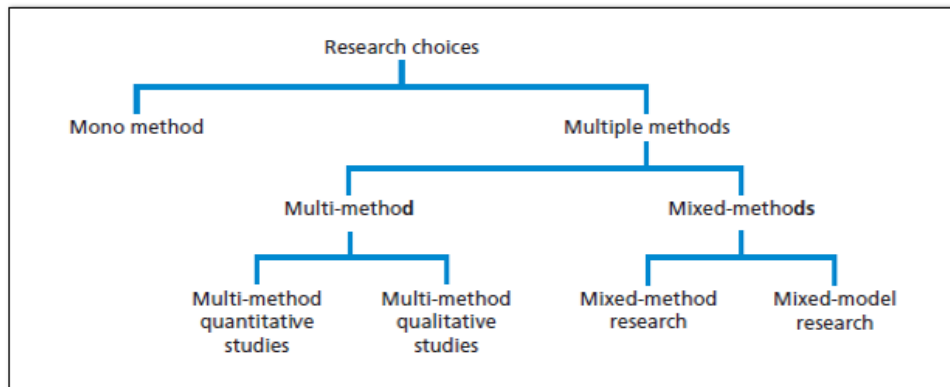 Research choices
Mono method
Multiple methods
Multi-method
Mixed-methods
Multi-method
quantitative
studies
Multi-method
qualitative
studies
Mixed-method
research
Mixed-model
research